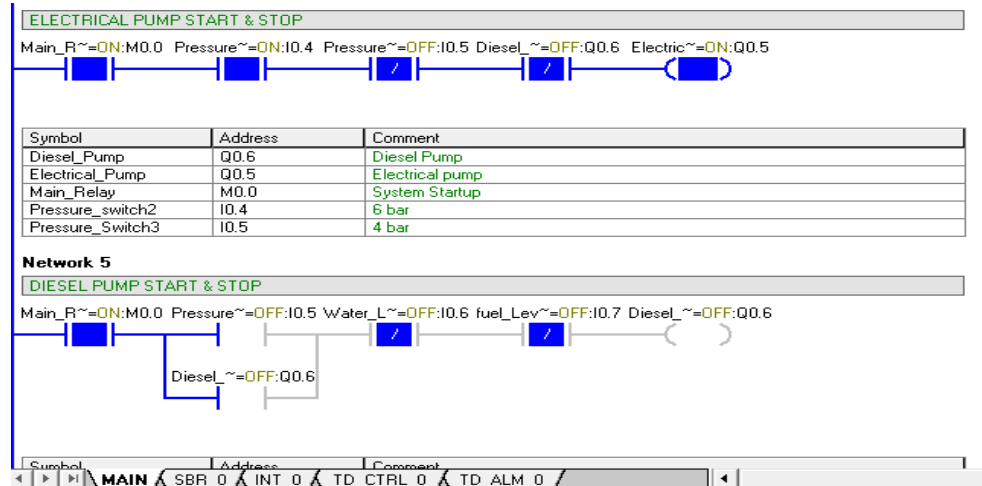 ELECTRICAL PUMP START & STOP
Main_R~=ON:M0.0 Pressure~=ON:I0.4 Pressure~=OFF:I0.5 Diesel_~=OFF:Q0.6 Electric~=ON:Q0.5
/ /
Symbol Address Comment
Diesel_Pump Q0.6 Diesel Pump
Electrical_Pump Q0.5 Electrical pump
Main_Relay M0.0 System Startup
Pressure_switch2 I0.4 6 bar
Pressure_Switch3 I0.5 4 bar
Network 5
DIESEL PUMP START & STOP
Main_R~=ON:M0.0 Pressure~=OFF:I0.5 Water_L~=OFF:I0.6 fuel_Lev~=OFF:I0.7 Diesel_~=OFF:Q0.6
/ /
Diesel_~=OFF:Q0.6
Symbol Address Comment
MAIN SBR_0 INT_0 TD_CTRL_0 TD_ALM_0